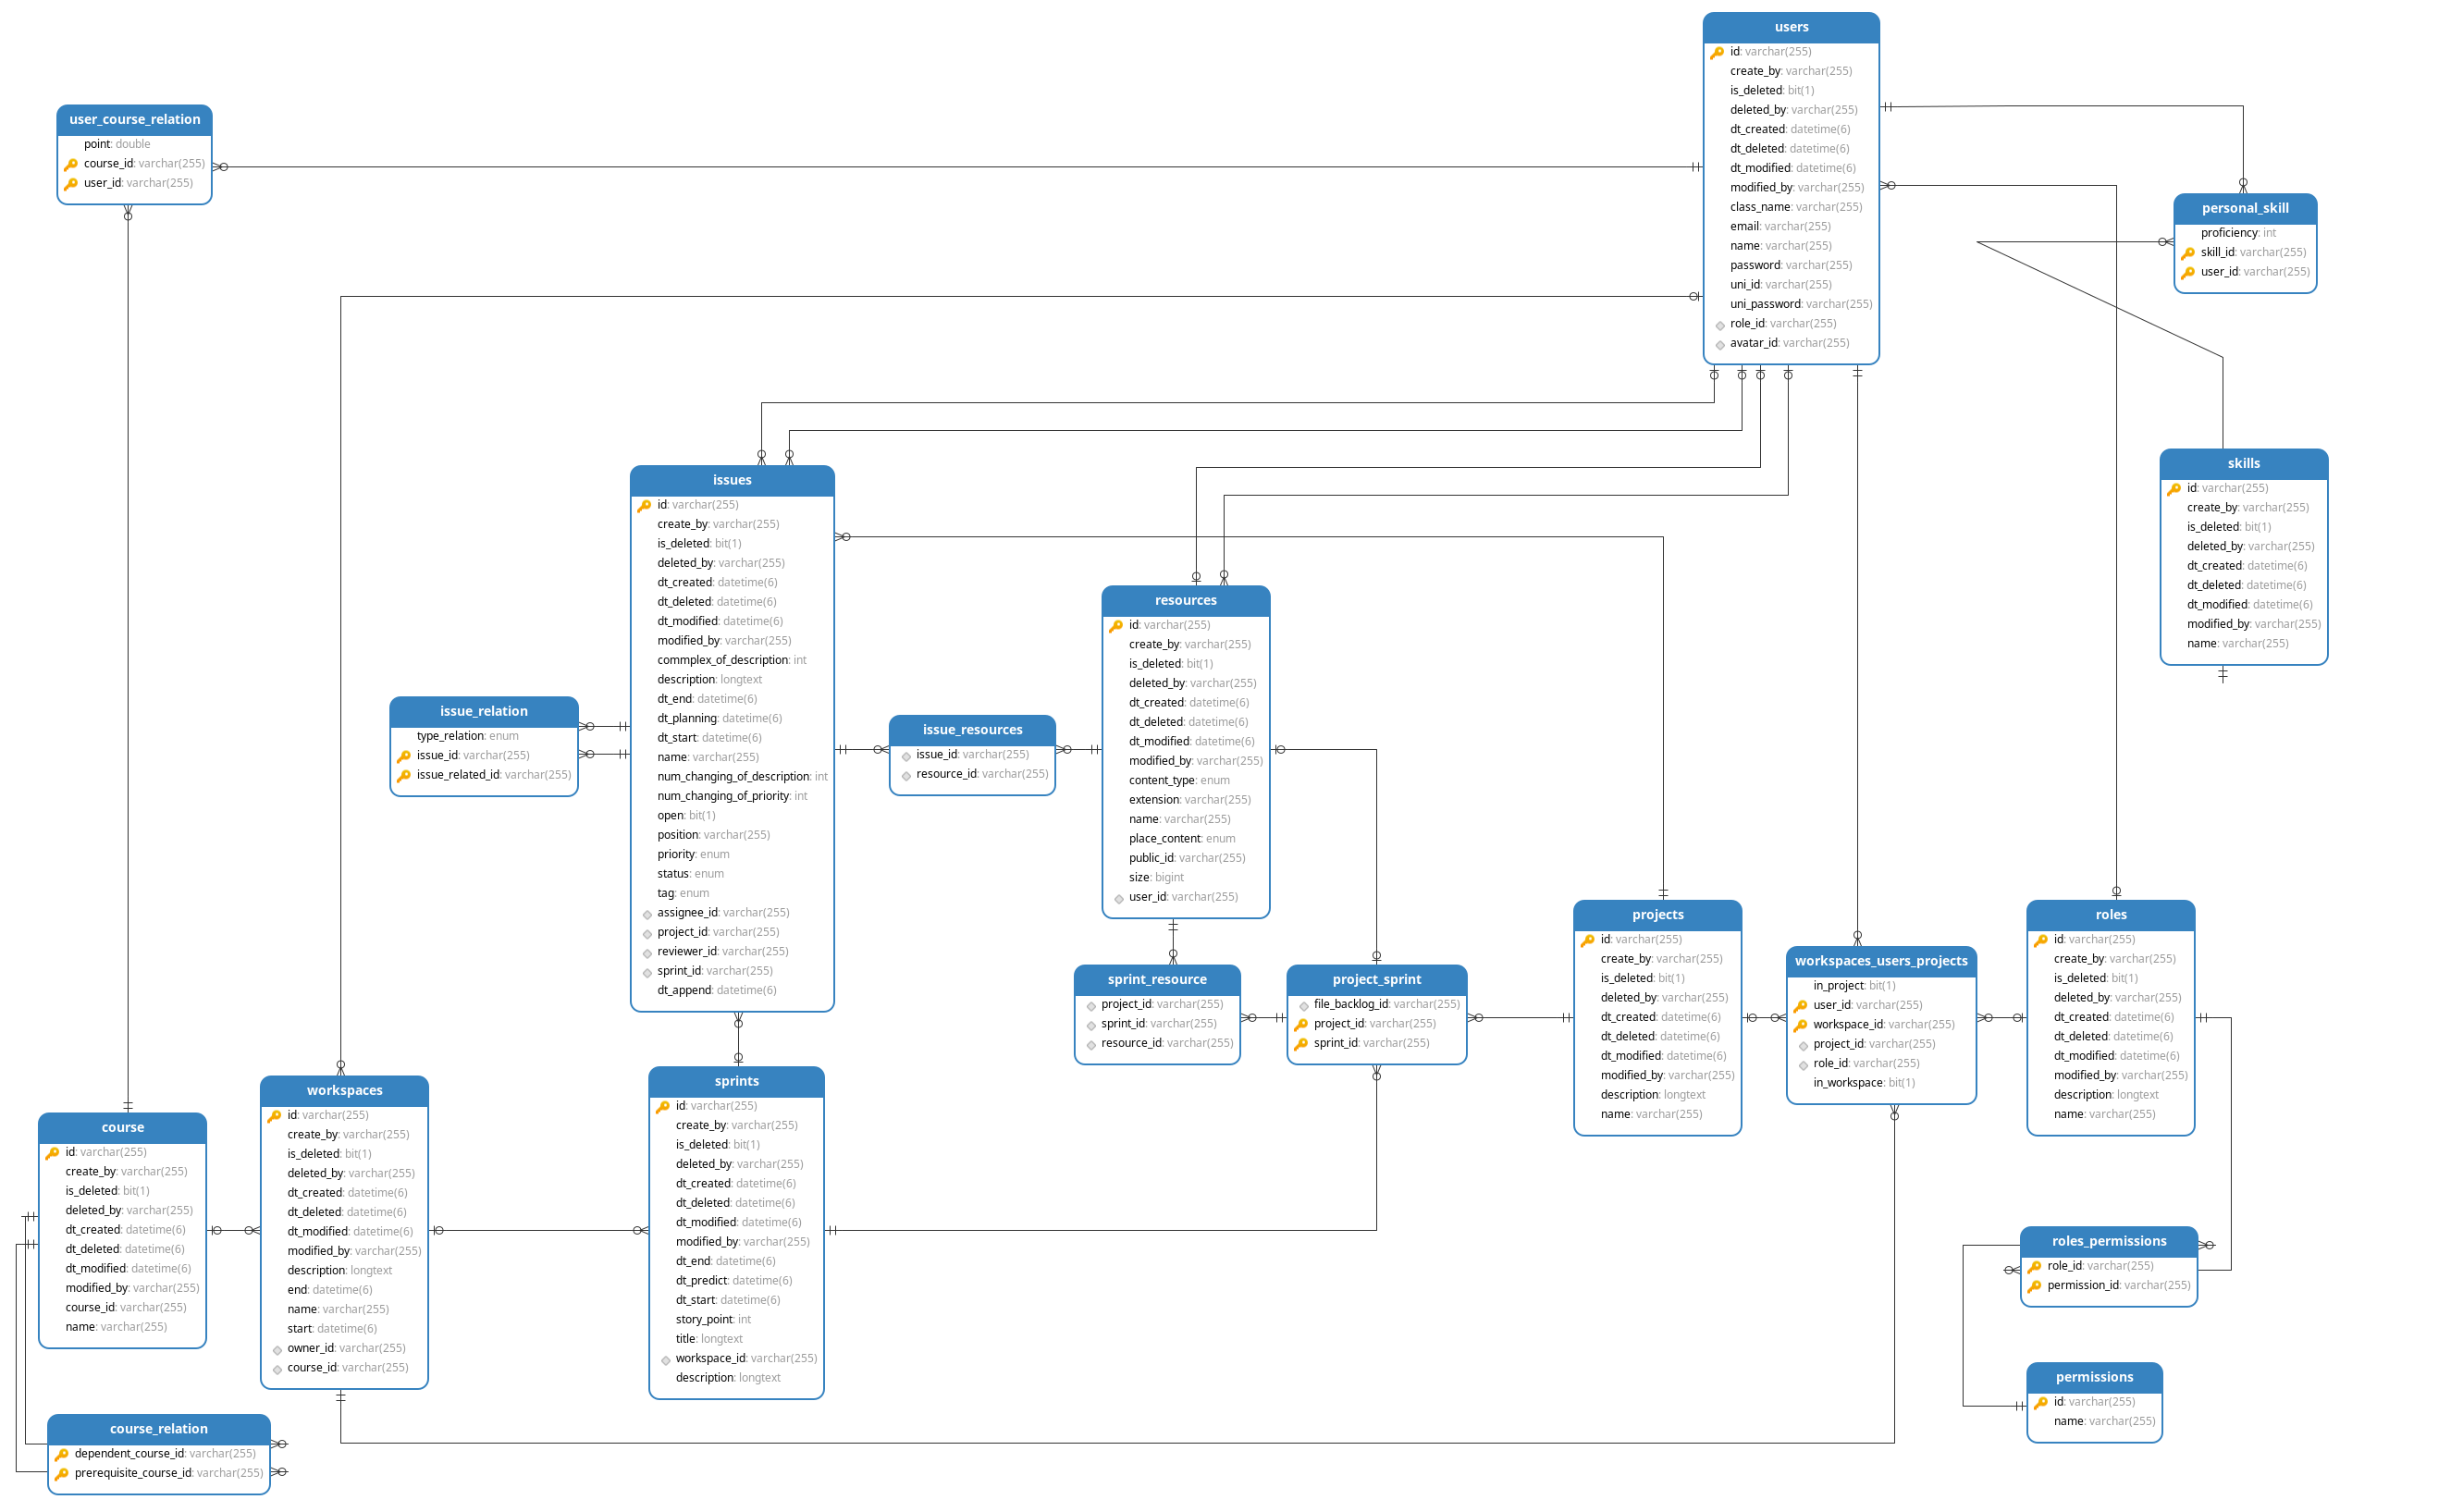 users
id: varchar(255)
create_by: varchar(255)
is_deleted: bit(1)
deleted_by: varchar(255)
dt_created: datetime(6)
dt_deleted: datetime(6)
dt_modified: datetime(6)
modified_by: varchar(255)
class_name: varchar(255)
email: varchar(255)
name: varchar(255)
password: varchar(255)
uni_id: varchar(255)
uni_password: varchar(255)
role_id: varchar(255)
avatar_id: varchar(255)
user_course_relation
point: double
course_id: varchar(255)
user_id: varchar(255)
personal_skill
proficiency: int
skill_id: varchar(255)
user_id: varchar(255)
skills
id: varchar(255)
create_by: varchar(255)
is_deleted: bit(1)
deleted_by: varchar(255)
dt_created: datetime(6)
dt_deleted: datetime(6)
dt_modified: datetime(6)
modified_by: varchar(255)
name: varchar(255)
issues
id: varchar(255)
create_by: varchar(255)
is_deleted: bit(1)
deleted_by: varchar(255)
dt_created: datetime(6)
dt_deleted: datetime(6)
dt_modified: datetime(6)
modified_by: varchar(255)
commplex_of_description: int
description: longtext
dt_end: datetime(6)
dt_planning: datetime(6)
dt_start: datetime(6)
name: varchar(255)
num_changing_of_description: int
num_changing_of_priority: int
open: bit(1)
position: varchar(255)
priority: enum
status: enum
tag: enum
assignee_id: varchar(255)
project_id: varchar(255)
reviewer_id: varchar(255)
sprint_id: varchar(255)
dt_append: datetime(6)
resources
id: varchar(255)
create_by: varchar(255)
is_deleted: bit(1)
deleted_by: varchar(255)
dt_created: datetime(6)
dt_deleted: datetime(6)
dt_modified: datetime(6)
modified_by: varchar(255)
content_type: enum
extension: varchar(255)
name: varchar(255)
place_content: enum
public_id: varchar(255)
size: bigint
user_id: varchar(255)
issue_relation
type_relation: enum
issue_id: varchar(255)
issue_related_id: varchar(255)
issue_resources
issue_id: varchar(255)
resource_id: varchar(255)
projects
id: varchar(255)
create_by: varchar(255)
is_deleted: bit(1)
deleted_by: varchar(255)
dt_created: datetime(6)
dt_deleted: datetime(6)
dt_modified: datetime(6)
modified_by: varchar(255)
description: longtext
name: varchar(255)
roles
id: varchar(255)
create_by: varchar(255)
is_deleted: bit(1)
deleted_by: varchar(255)
dt_created: datetime(6)
dt_deleted: datetime(6)
dt_modified: datetime(6)
modified_by: varchar(255)
description: longtext
name: varchar(255)
workspaces_users_projects
in_project: bit(1)
user_id: varchar(255)
workspace_id: varchar(255)
project_id: varchar(255)
role_id: varchar(255)
in_workspace: bit(1)
sprint_resource
project_id: varchar(255)
sprint_id: varchar(255)
resource_id: varchar(255)
project_sprint
file_backlog_id: varchar(255)
project_id: varchar(255)
sprint_id: varchar(255)
sprints
id: varchar(255)
create_by: varchar(255)
is_deleted: bit(1)
deleted_by: varchar(255)
dt_created: datetime(6)
dt_deleted: datetime(6)
dt_modified: datetime(6)
modified_by: varchar(255)
dt_end: datetime(6)
dt_predict: datetime(6)
dt_start: datetime(6)
story_point: int
title: longtext
workspace_id: varchar(255)
description: longtext
workspaces
id: varchar(255)
create_by: varchar(255)
is_deleted: bit(1)
deleted_by: varchar(255)
dt_created: datetime(6)
dt_deleted: datetime(6)
dt_modified: datetime(6)
modified_by: varchar(255)
description: longtext
end: datetime(6)
name: varchar(255)
start: datetime(6)
owner_id: varchar(255)
course_id: varchar(255)
course
id: varchar(255)
create_by: varchar(255)
is_deleted: bit(1)
deleted_by: varchar(255)
dt_created: datetime(6)
dt_deleted: datetime(6)
dt_modified: datetime(6)
modified_by: varchar(255)
course_id: varchar(255)
name: varchar(255)
roles_permissions
role_id: varchar(255)
permission_id: varchar(255)
permissions
id: varchar(255)
name: varchar(255)
course_relation
dependent_course_id: varchar(255)
prerequisite_course_id: varchar(255)